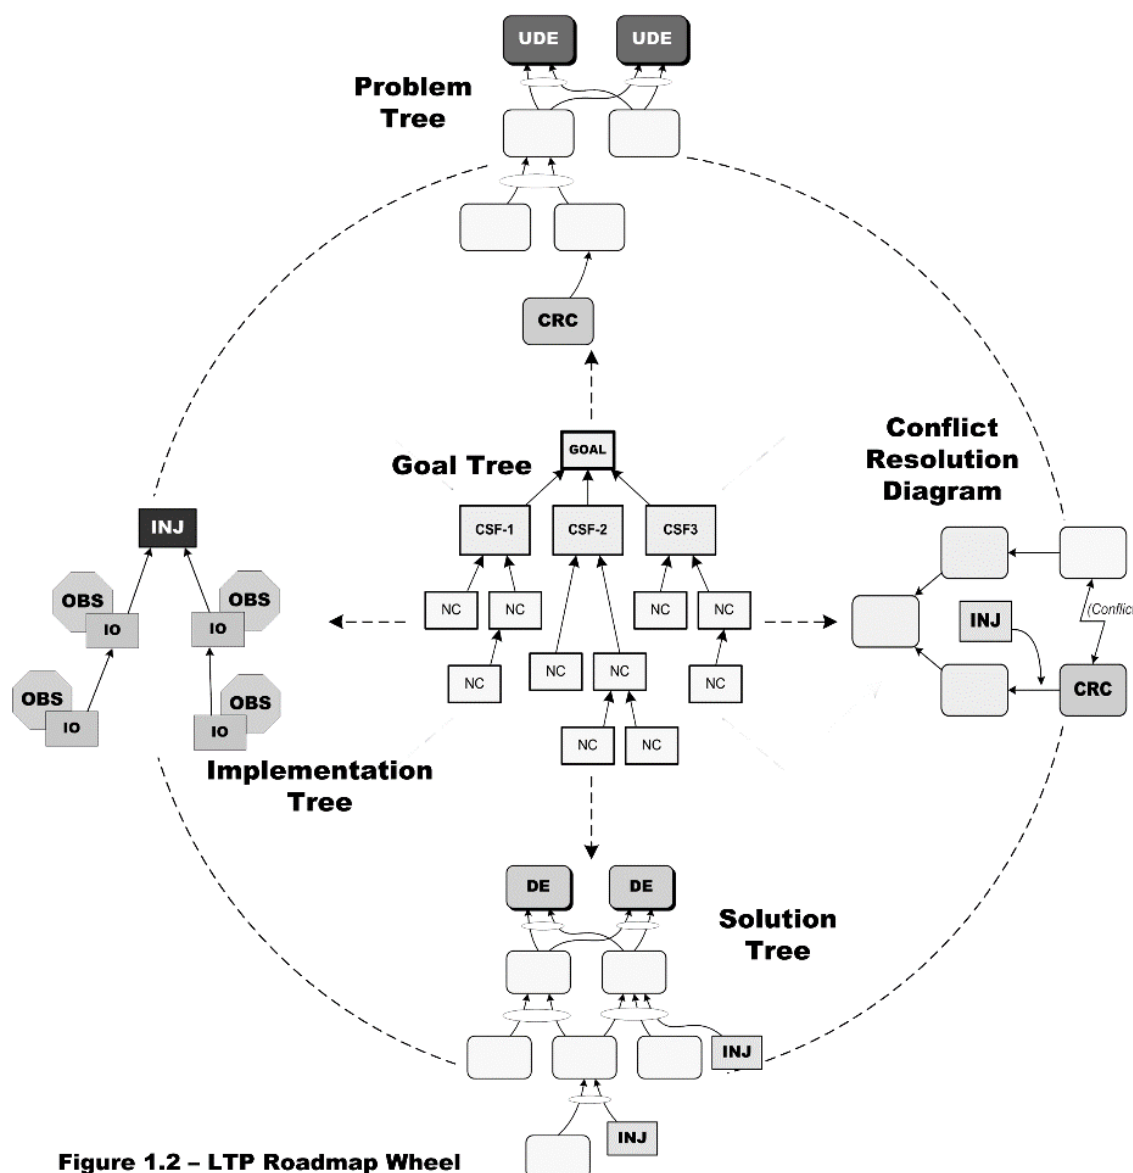 UDE
UDE
Problem
Tree
CRC
Goal Tree
GOAL
CSF-1
CSF-2
CSF3
NC
NC
NC
NC
NC
NC
NC
NC
NC
NC
NC
Conflict
Resolution
Diagram
INJ
(Conflict
CRC
INJ
OBS
IO
OBS
IO
OBS
IO
OBS
IO
Implementation
Tree
DE
DE
Solution
Tree
INJ
INJ
Figure 1.2 – LTP Roadmap Wheel